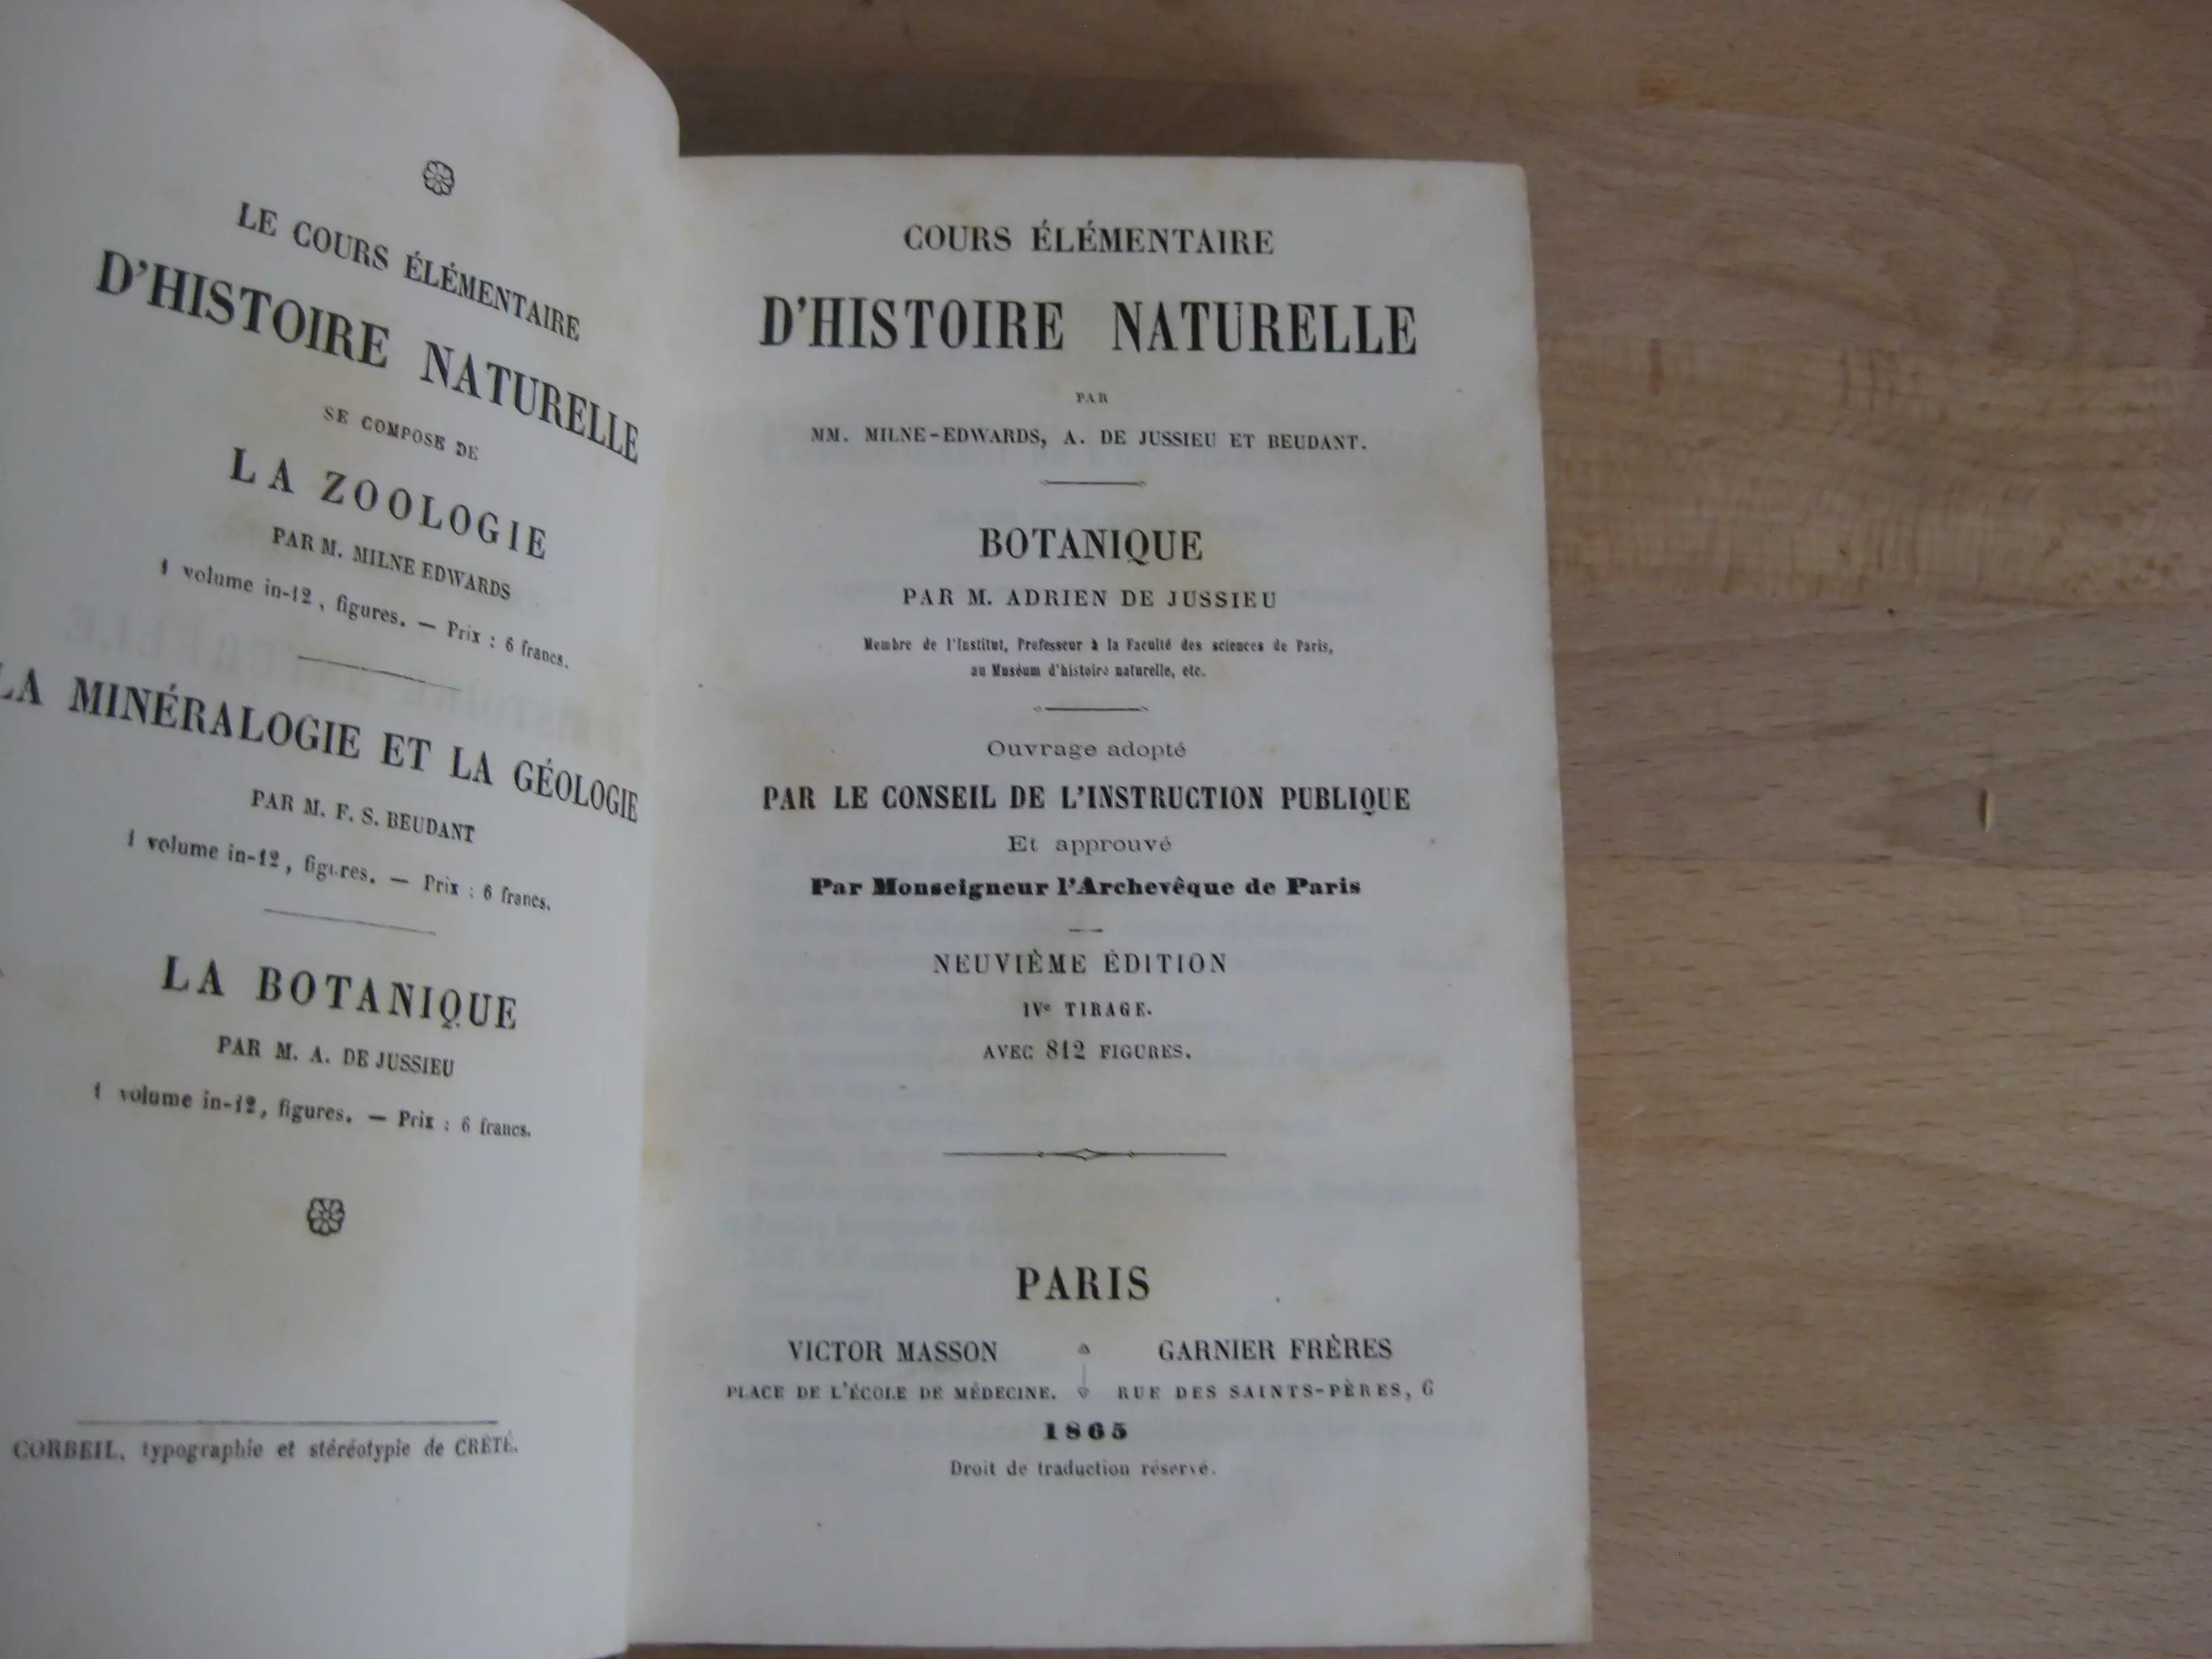 LE COURS ÉLÉMENTAIRE
D'HISTOIRE NATURELLE
SE COMPOSE DE
LA ZOOLOGIE
PAR M. MILNE EDWARDS
1 volume in-12, figures. — Prix : 6 francs.
LA MINÉRALOGIE ET LA GÉOLOGIE
PAR M. F. S. BEUDANT
1 volume in-12, figures. — Prix : 6 francs.
LA BOTANIQUE
PAR M. A. DE JUSSIEU
1 volume in-12, figures. — Prix : 6 francs.
CORBEIL, typographie et stéréotypie de CRÉTÉ.
COURS ÉLÉMENTAIRE
D'HISTOIRE NATURELLE
PAR
MM. MILNE-EDWARDS, A. DE JUSSIEU ET BEUDANT.
BOTANIQUE
PAR M. ADRIEN DE JUSSIEU
Membre de l'Institut, Professeur à la Faculté des sciences de Paris,
au Muséum d'histoire naturelle, etc.
Ouvrage adopté
PAR LE CONSEIL DE L'INSTRUCTION PUBLIQUE
Et approuvé
Par Monseigneur l'Archevêque de Paris
NEUVIÈME ÉDITION
IVe TIRAGE.
AVEC 812 FIGURES.
PARIS
VICTOR MASSON
PLACE DE L'ÉCOLE DE MÉDECINE.
GARNIER FRÈRES
RUE DES SAINTS-PÈRES, 6
1865
Droit de traduction réservé.